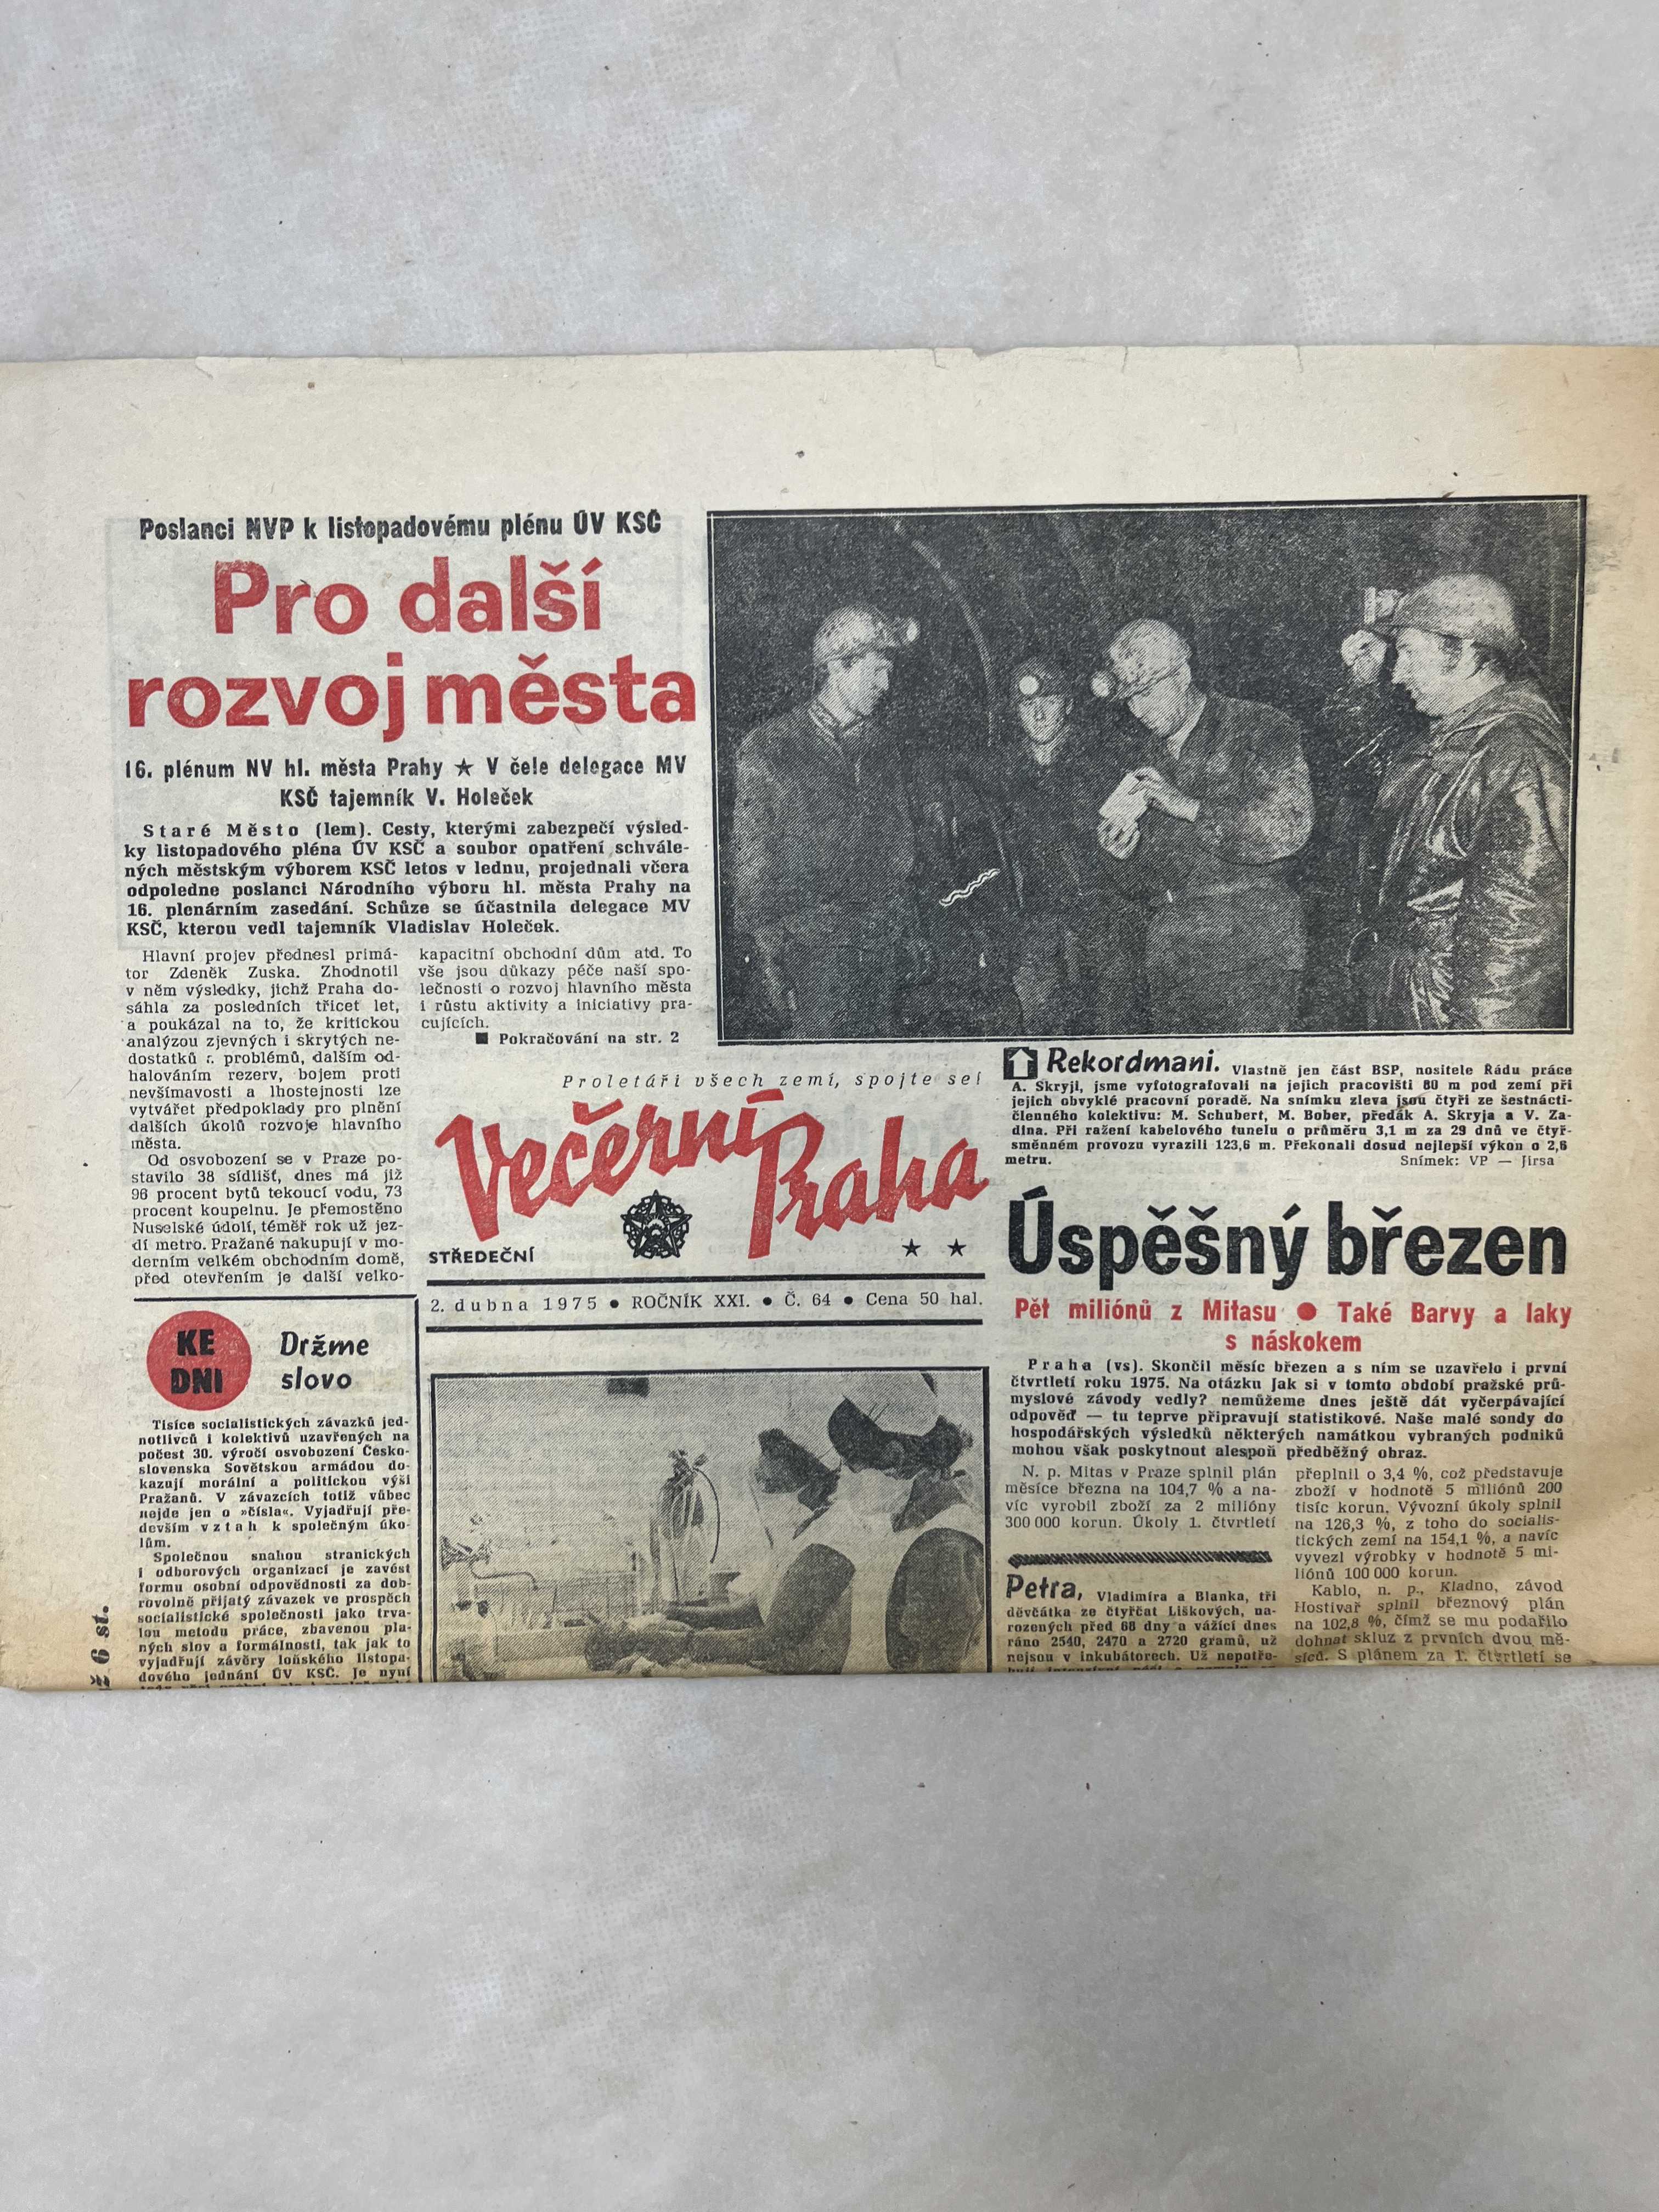 Poslanci NVP k listopadovému plénu ÚV KSČ
Pro další
rozvoj města
16. plénum NV hl. města Prahy ★ V čele delegace MV
KSČ tajemník V. Holeček
Staré Město (lem). Cesty, kterými zabezpečí výsled-
ky listopadového pléna ÚV KSČ a soubor opatření schvále-
ných městským výborem KSČ letos v lednu, projednali včera
odpoledne poslanci Národního výboru hl. města Prahy na
16. plenárním zasedání. Schůze se účastnila delegace MV
KSČ, kterou vedl tajemník Vladislav Holeček.
Hlavní projev přednesl primá-
tor Zdeněk Zuska. Zhodnotil
v něm výsledky, jichž Praha do-
sáhla za posledních třicet let,
a poukázal na to, že kritickou
analýzou zjevných i skrytých ne-
dostatků a problémů, dalším od-
halováním rezerv, bojem proti
nevšímavosti a lhostejnosti lze
vytvářet předpoklady pro plnění
dalších úkolů rozvoje hlavního
města.
Od osvobození se v Praze po-
stavilo 38 sídlišť, dnes má již
96 procent bytů tekoucí vodu, 73
procent koupelnu. Je přemostěno
Nuselské údolí, téměř rok už jez-
dí metro. Pražané nakupují v mo-
derním velkém obchodním domě,
před otevřením je další velko-
kapacitní obchodní dům atd. To
vše jsou důkazy péče naší spo-
lečnosti o rozvoj hlavního města
i růstu aktivity a iniciativy pra-
cujících.
■ Pokračování na str. 2
Proletáři všech zemí, spojte se!
Večerní Praha
STŘEDEČNÍ ★ ★
2. dubna 1975 ● ROČNÍK XXI. ● Č. 64 ● Cena 50 hal.
Rekordmani. Vlastně jen část BSP, nositele Řádu práce
A. Skryjí, jsme vyfotografovali na jejich pracovišti 80 m pod zemí při
jejich obvyklé pracovní poradě. Na snímku zleva jsou čtyři ze šestnácti-
členného kolektivu: M. Schubert, M. Bober, předák A. Skryja a V. Za-
dina. Při ražení kabelového tunelu o průměru 3,1 m za 29 dnů ve čtyř-
směnném provozu vyrazili 123,6 m. Překonali dosud nejlepší výkon o 2,6
metru.
Snímek: VP — Jirsa
Úspěšný březen
Pět miliónů z Mitasu ● Také Barvy a laky
s náskokem
Praha (vs). Skončil měsíc březen a s ním se uzavřelo i první
čtvrtletí roku 1975. Na otázku Jak si v tomto období pražské prů-
myslové závody vedly? nemůžeme dnes ještě dát vyčerpávající
odpověď — tu teprve připravují statistikové. Naše malé sondy do
hospodářských výsledků některých namátkou vybraných podniků
mohou však poskytnout alespoň předběžný obraz.
N. p. Mitas v Praze splnil plán
měsíce března na 104,7 % a na-
víc vyrobil zboží za 2 milióny
300 000 korun. Úkoly 1. čtvrtletí
přeplnil o 3,4 %, což představuje
zboží v hodnotě 5 miliónů 200
tisíc korun. Vývozní úkoly splnil
na 126,3 %, z toho do socialis-
tických zemí na 154,1 %, a navíc
vyvezl výrobky v hodnotě 5 mi-
liónů 100 000 korun.
Kablo, n. p., Kladno, závod
Hostivař splnil březnový plán
na 102,8 %, čímž se mu podařilo
dohnat skluz z prvních dvou mě-
síců. S plánem za 1. čtvrtletí se
Petra, Vladimíra a Blanka, tři
děvčátka ze čtyřčat Liškových, na-
rozených před 68 dny a vážící dnes
ráno 2540, 2470 a 2720 gramů, už
nejsou v inkubátorech. Už nepotře-
KE
DNI
Držme
slovo
Tisíce socialistických závazků jed-
notlivců i kolektivů uzavřených na
počest 30. výročí osvobození Česko-
slovenska Sovětskou armádou do-
kazují morální a politickou výši
Pražanů. V závazcích totiž vůbec
nejde jen o »čísla«. Vyjadřují pře-
devším vztah k společným úko-
lům.
Společnou snahou stranických
i odborových organizací je zavést
formu osobní odpovědnosti za dob-
rovolně přijatý závazek ve prospěch
socialistické společnosti jako trva-
lou metodu práce, zbavenou pla-
ných slov a formálností, tak jak to
vyjadřují závěry loňského listopa-
dového jednání ÚV KSČ. Je nyní
ž 6 st.